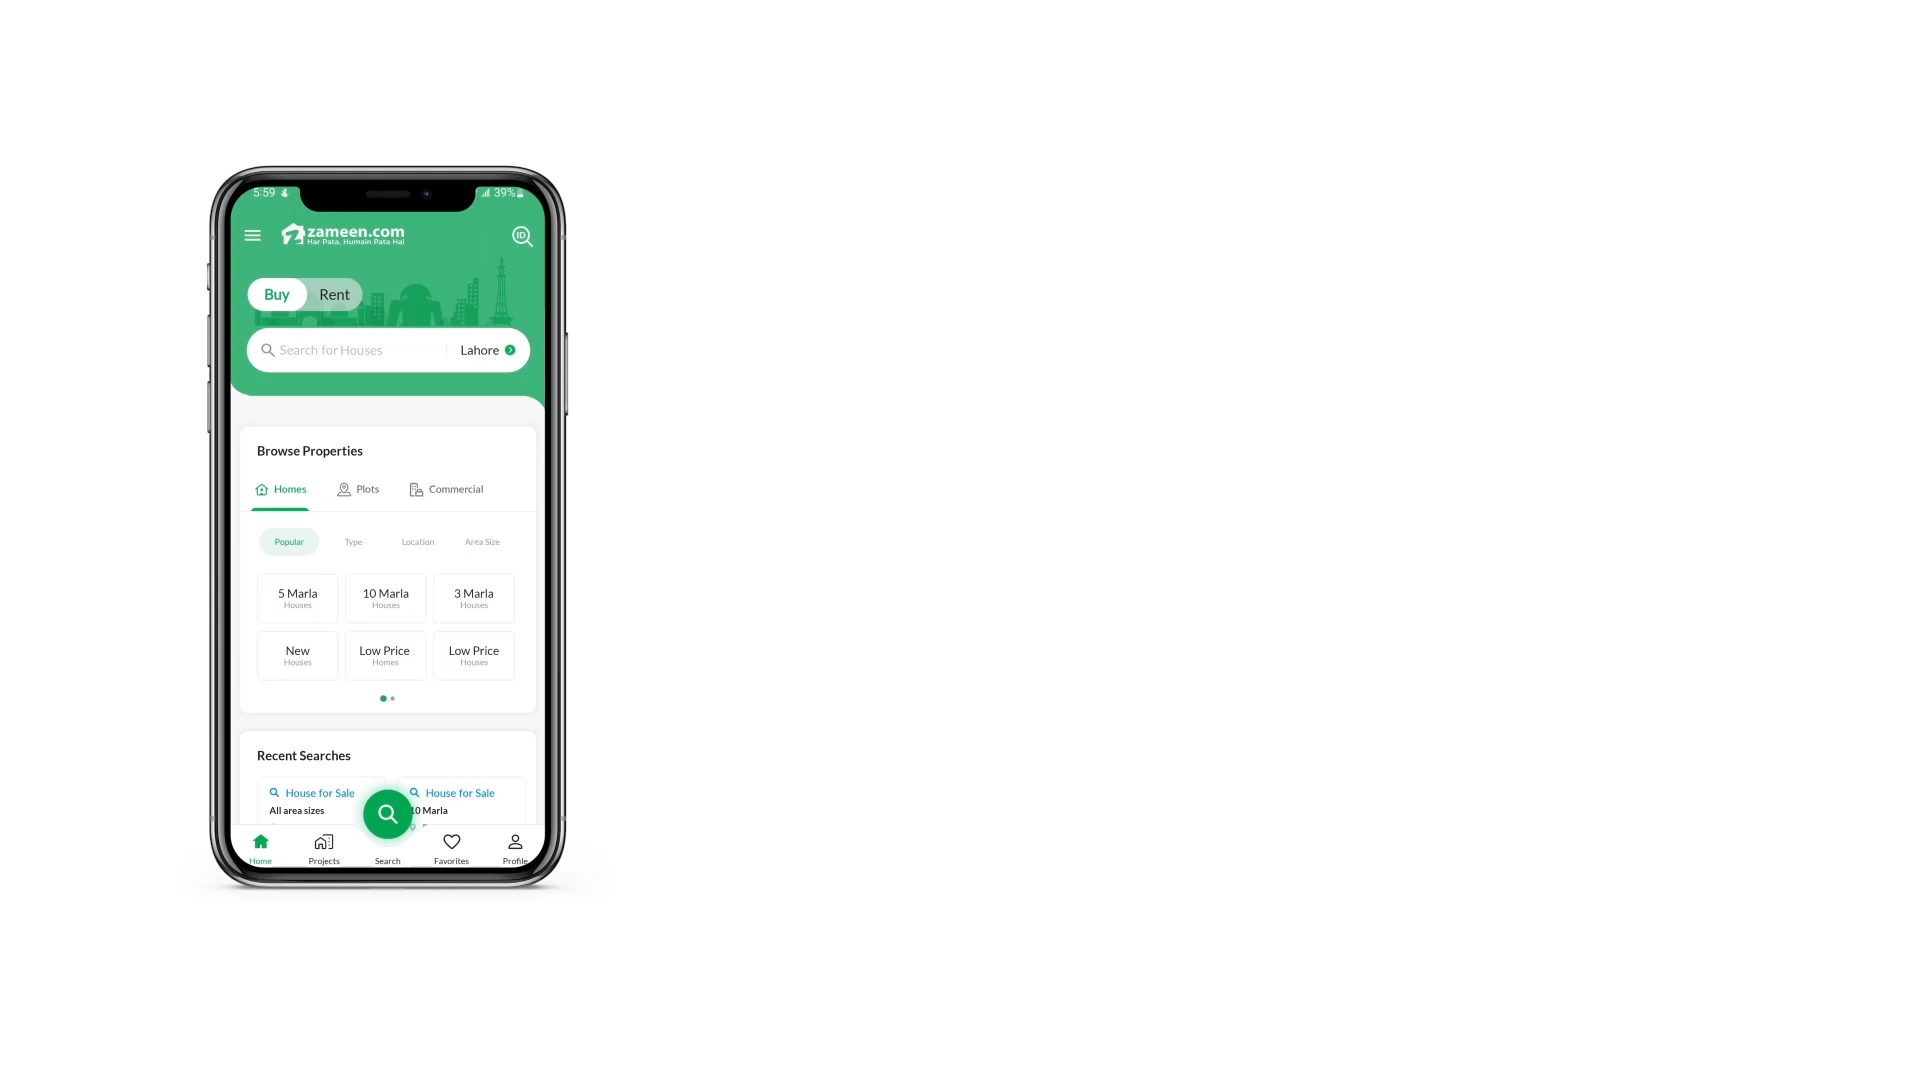 5:59
39%
zameen.com
Har Pata, Humain Pata Hai
ID
Buy Rent
Search for Houses Lahore
Browse Properties
Homes Plots Commercial
Popular Type Location Area Size
5 Marla 10 Marla 3 Marla
Houses Houses Houses
New Low Price Low Price
Houses Homes Houses
Recent Searches
House for Sale House for Sale
All area sizes 10 Marla
Home Projects Search Favorites Profile